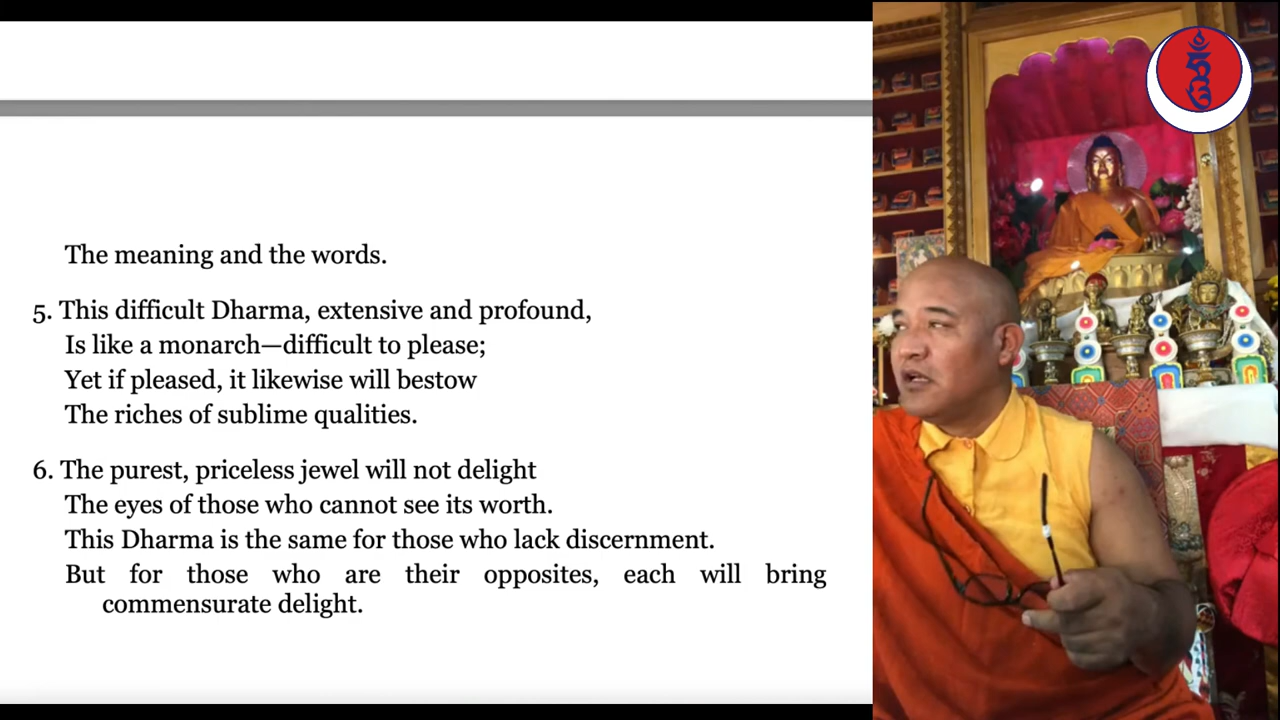 The meaning and the words.
5. This difficult Dharma, extensive and profound,
Is like a monarch—difficult to please;
Yet if pleased, it likewise will bestow
The riches of sublime qualities.
6. The purest, priceless jewel will not delight
The eyes of those who cannot see its worth.
This Dharma is the same for those who lack discernment.
But for those who are their opposites, each will bring
commensurate delight.